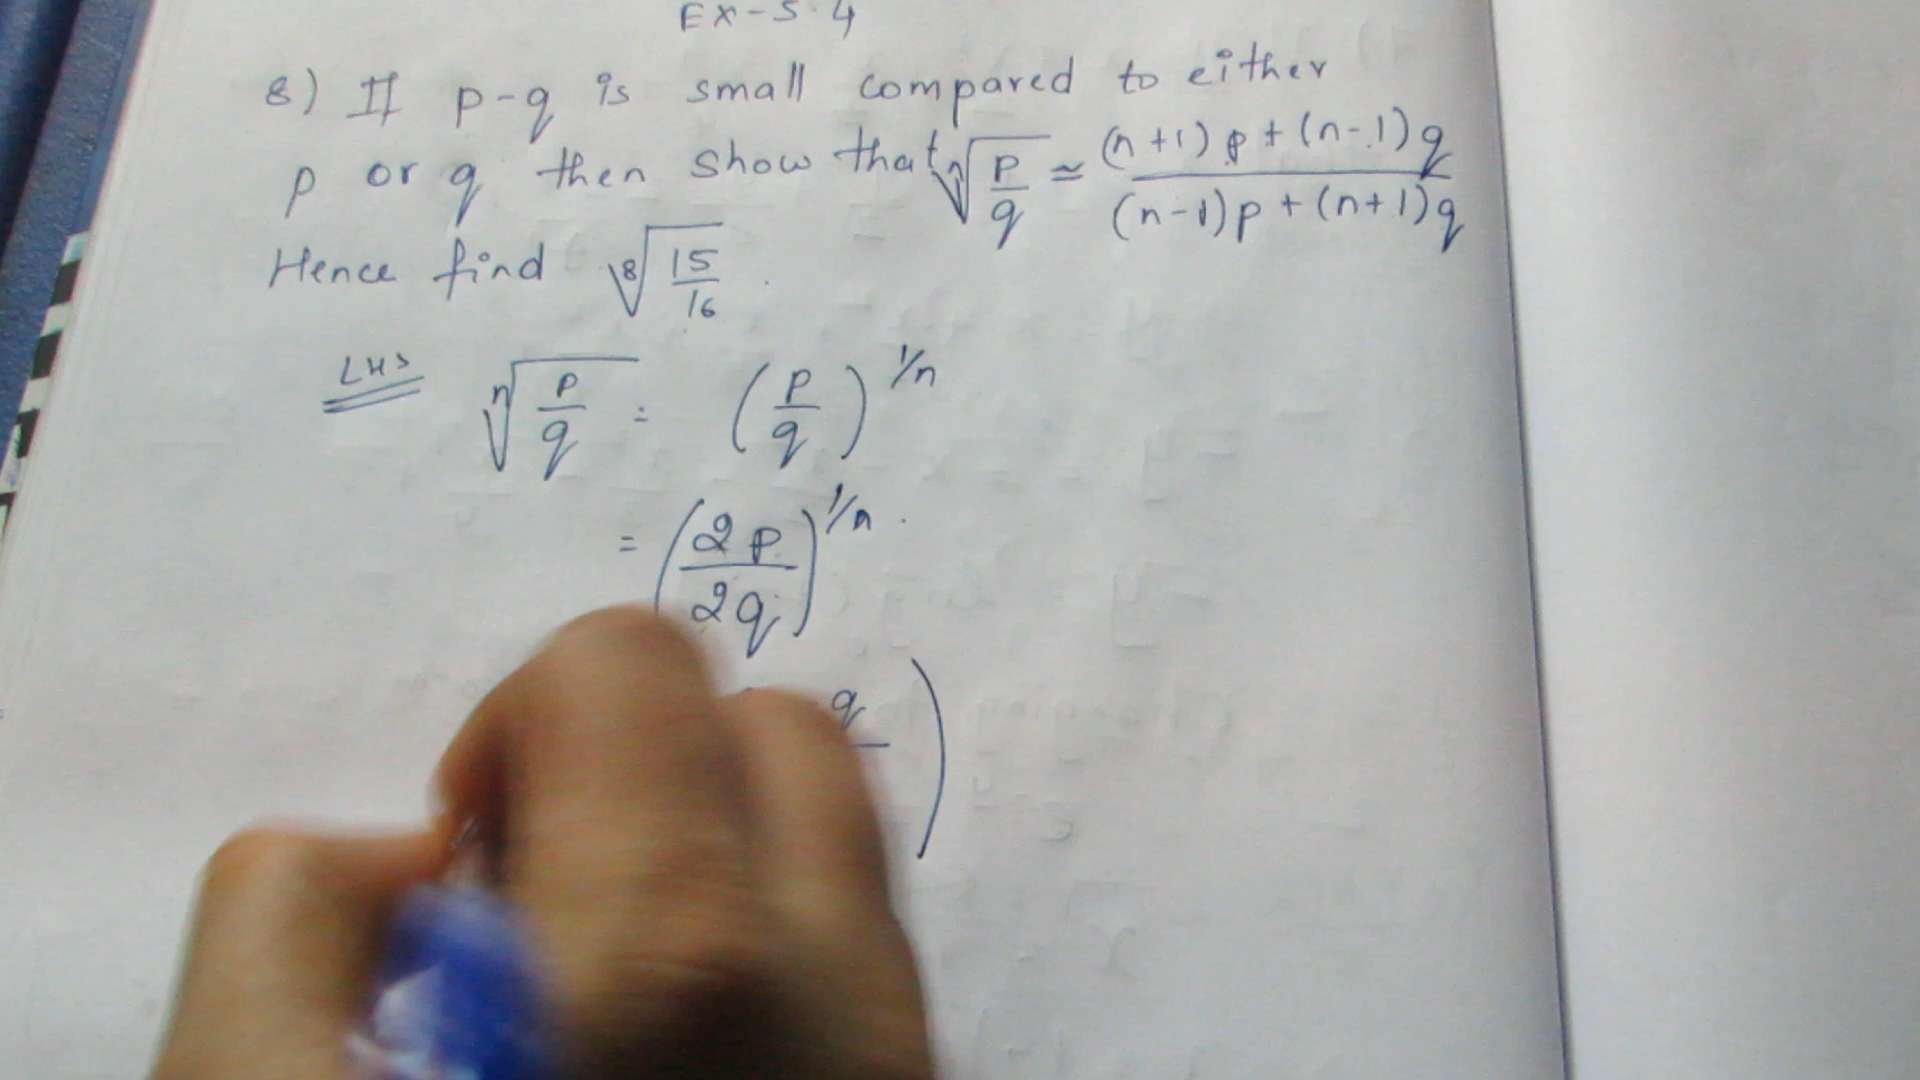 Ex-5.4
8) If p-q is small compared to either
p or q then show that ⁿ√(p/q) ≃ ((n+1)p+(n-1)q)/((n-1)p+(n+1)q)
Hence find ⁸√(15/16).
LHS ⁿ√(p/q) = (p/q)^(1/n)
= (2p/2q)^(1/n).
q )